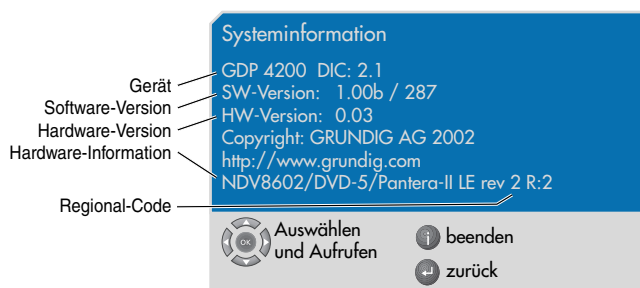 Systeminformation
GDP 4200 DIC: 2.1
SW-Version: 1.00b / 287
HW-Version: 0.03
Copyright: GRUNDIG AG 2002
http://www.grundig.com
NDV8602/DVD-5/Pantera-II LE rev 2 R:2
Gerät
Software-Version
Hardware-Version
Hardware-Information
Regional-Code
OK
Auswählen
und Aufrufen
i beenden
zurück